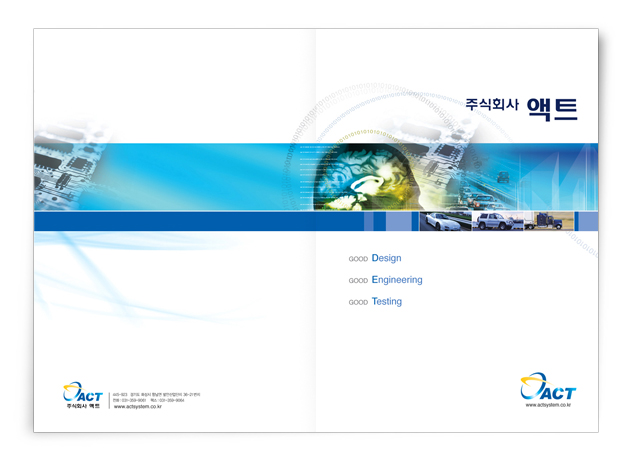 주식회사 액트
GOOD Design
GOOD Engineering
GOOD Testing
ACT
주식회사 액트
www.actsystem.co.kr
ACT
www.actsystem.co.kr